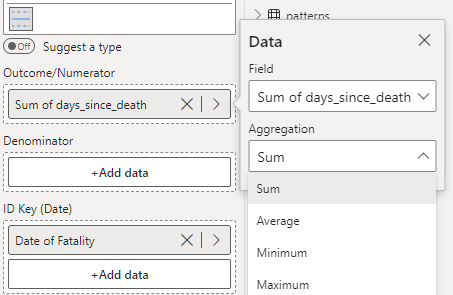 patterns
Off Suggest a type
Outcome/Numerator
Sum of days_since_death
Denominator
+Add data
ID Key (Date)
Date of Fatality
+Add data
Data
Field
Sum of days_since_death
Aggregation
Sum
Sum
Average
Minimum
Maximum